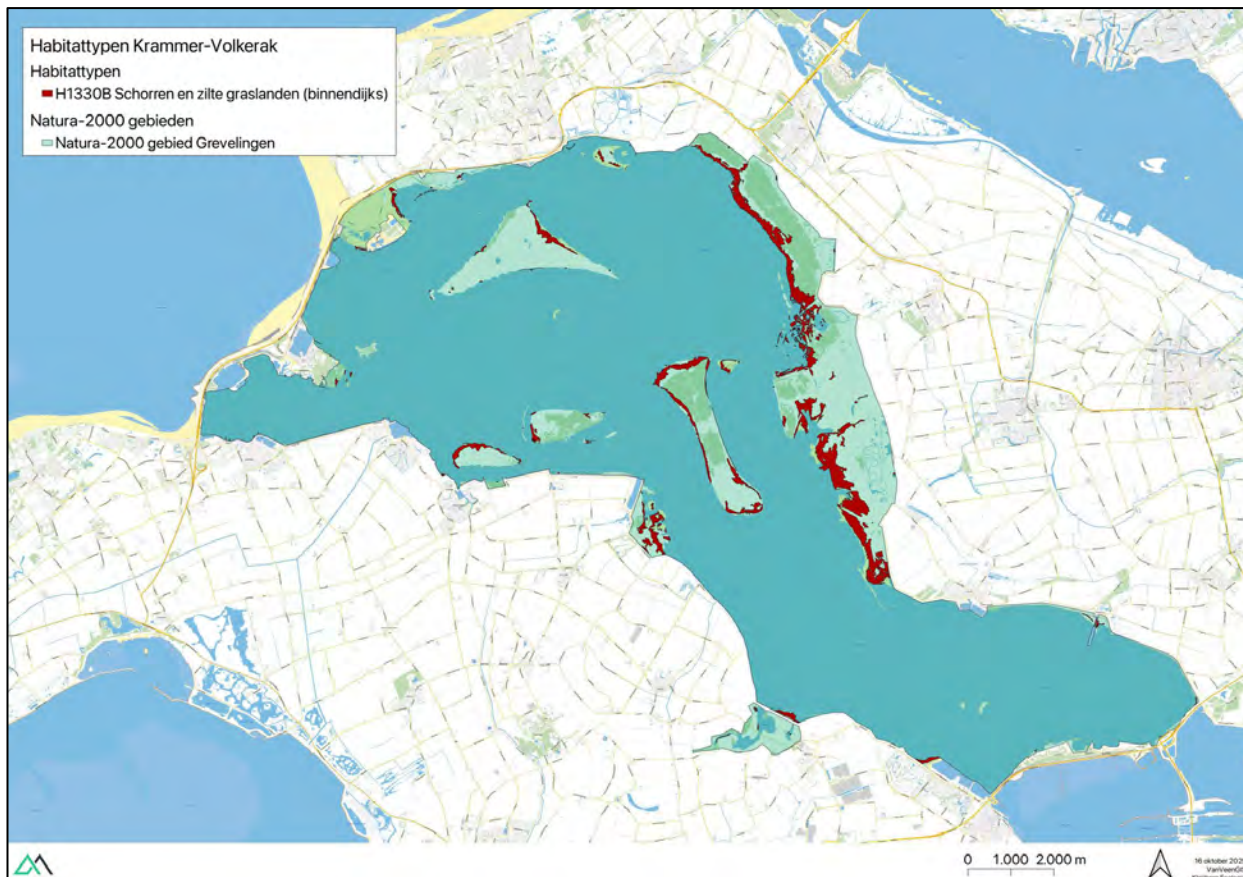 Habitattypen Krammer-Volkerak
Habitattypen
H1330B Schorren en zilte graslanden (binnendijks)
Natura-2000 gebieden
Natura-2000 gebied Grevelingen
0 1.000 2.000 m
16 oktober